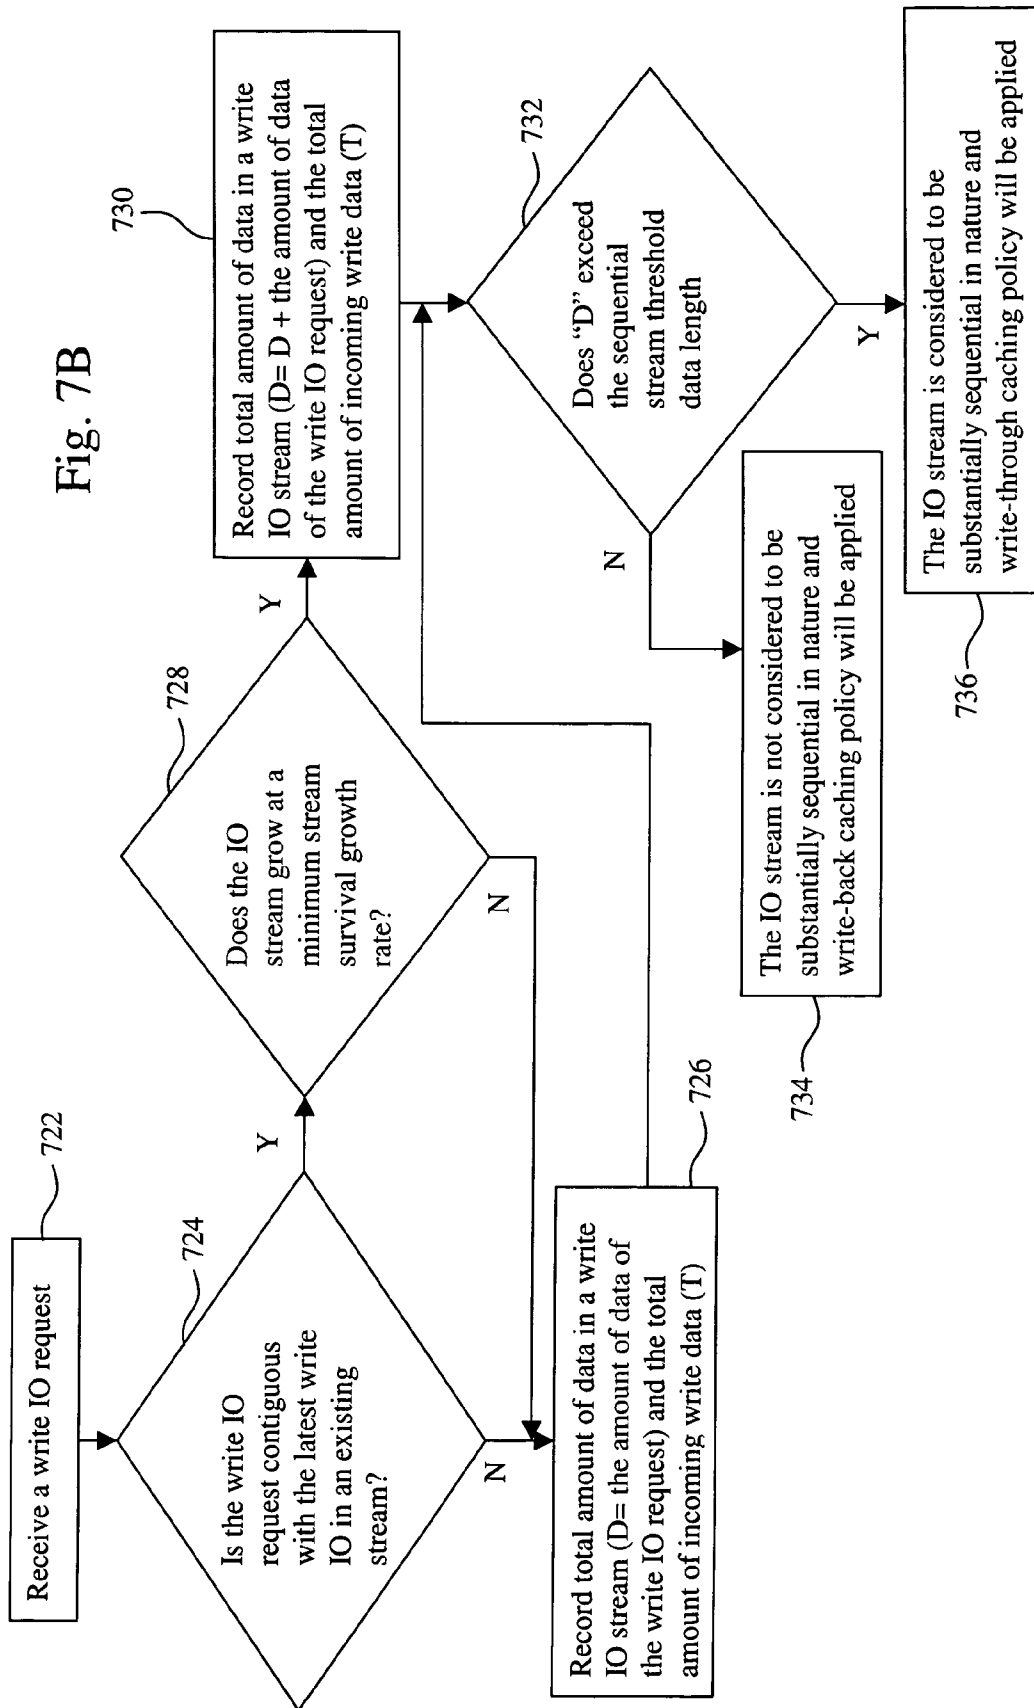 Fig. 7B
Receive a write IO request
722
Is the write IO
request contiguous
with the latest write
IO in an existing
stream?
724
Y
N
Does the IO
stream grow at a
minimum stream
survival growth
rate?
728
Y
N
Record total amount of data in a write
IO stream (D= D + the amount of data
of the write IO request) and the total
amount of incoming write data (T)
730
Record total amount of data in a write
IO stream (D= the amount of data of
the write IO request) and the total
amount of incoming write data (T)
726
Does “D” exceed
the sequential
stream threshold
data length
732
N
Y
The IO stream is not considered to be
substantially sequential in nature and
write-back caching policy will be applied
734
The IO stream is considered to be
substantially sequential in nature and
write-through caching policy will be applied
736